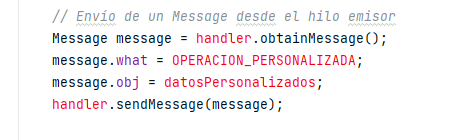 // Envío de un Message desde el hilo emisor
Message message = handler.obtainMessage();
message.what = OPERACION_PERSONALIZADA;
message.obj = datosPersonalizados;
handler.sendMessage(message);